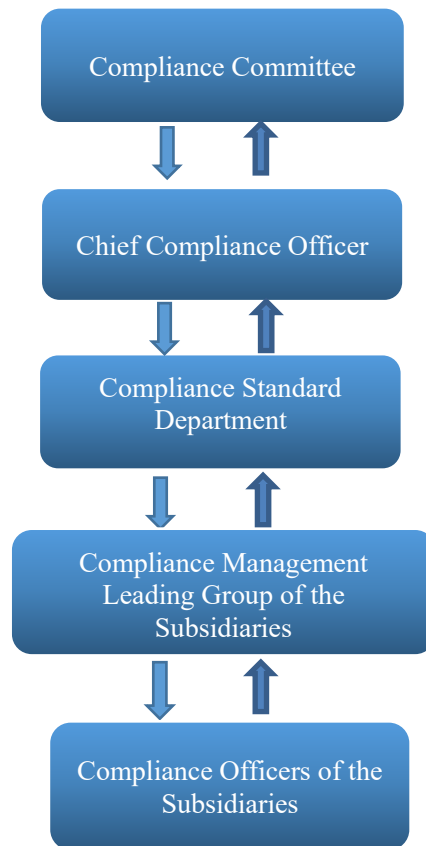 Compliance Committee
Chief Compliance Officer
Compliance Standard
Department
Compliance Management
Leading Group of the
Subsidiaries
Compliance Officers of the
Subsidiaries